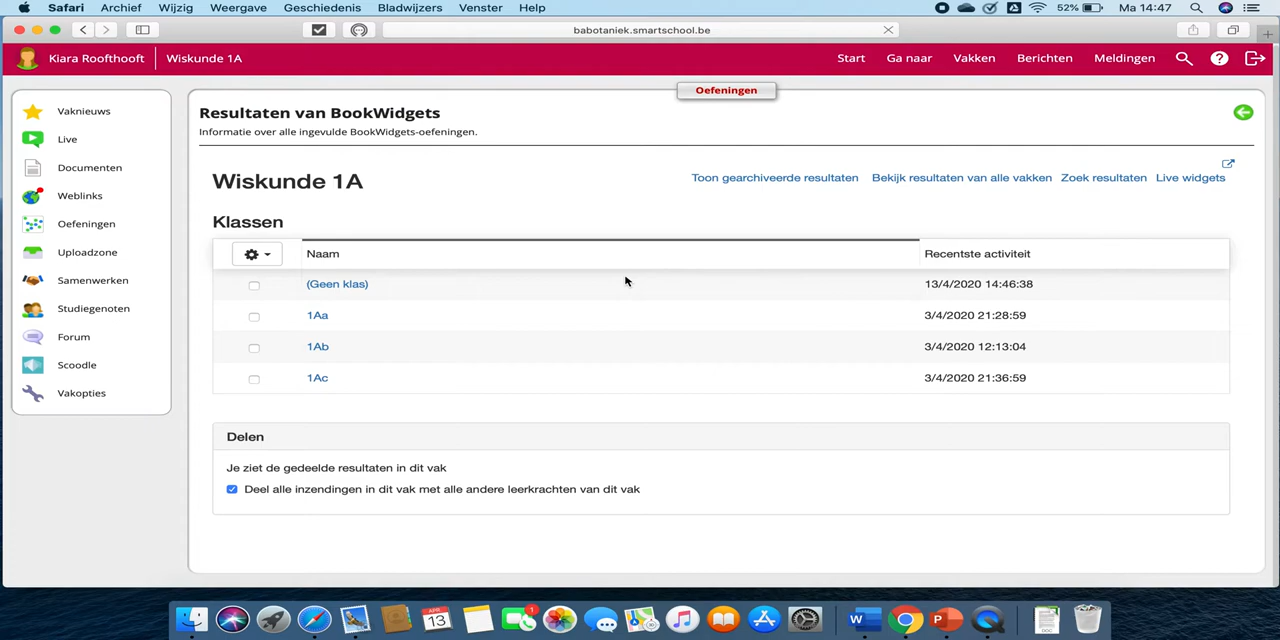 Safari Archief Wijzig Weergave Geschiedenis Bladwijzers Venster Help 52% Ma 14:47
babotaniek.smartschool.be
Kiara Roofthooft Wiskunde 1A Start Ga naar Vakken Berichten Meldingen
Oefeningen
Vaknieuws
Live
Documenten
Weblinks
Oefeningen
Uploadzone
Samenwerken
Studiegenoten
Forum
Scoodle
Vakopties
Resultaten van BookWidgets
Informatie over alle ingevulde BookWidgets-oefeningen.
Wiskunde 1A
Toon gearchiveerde resultaten Bekijk resultaten van alle vakken Zoek resultaten Live widgets
Klassen
Naam Recentste activiteit
(Geen klas) 13/4/2020 14:46:38
1Aa 3/4/2020 21:28:59
1Ab 3/4/2020 12:13:04
1Ac 3/4/2020 21:36:59
Delen
Je ziet de gedeelde resultaten in dit vak
Deel alle inzendingen in dit vak met alle andere leerkrachten van dit vak
APR.
13
1
W
P